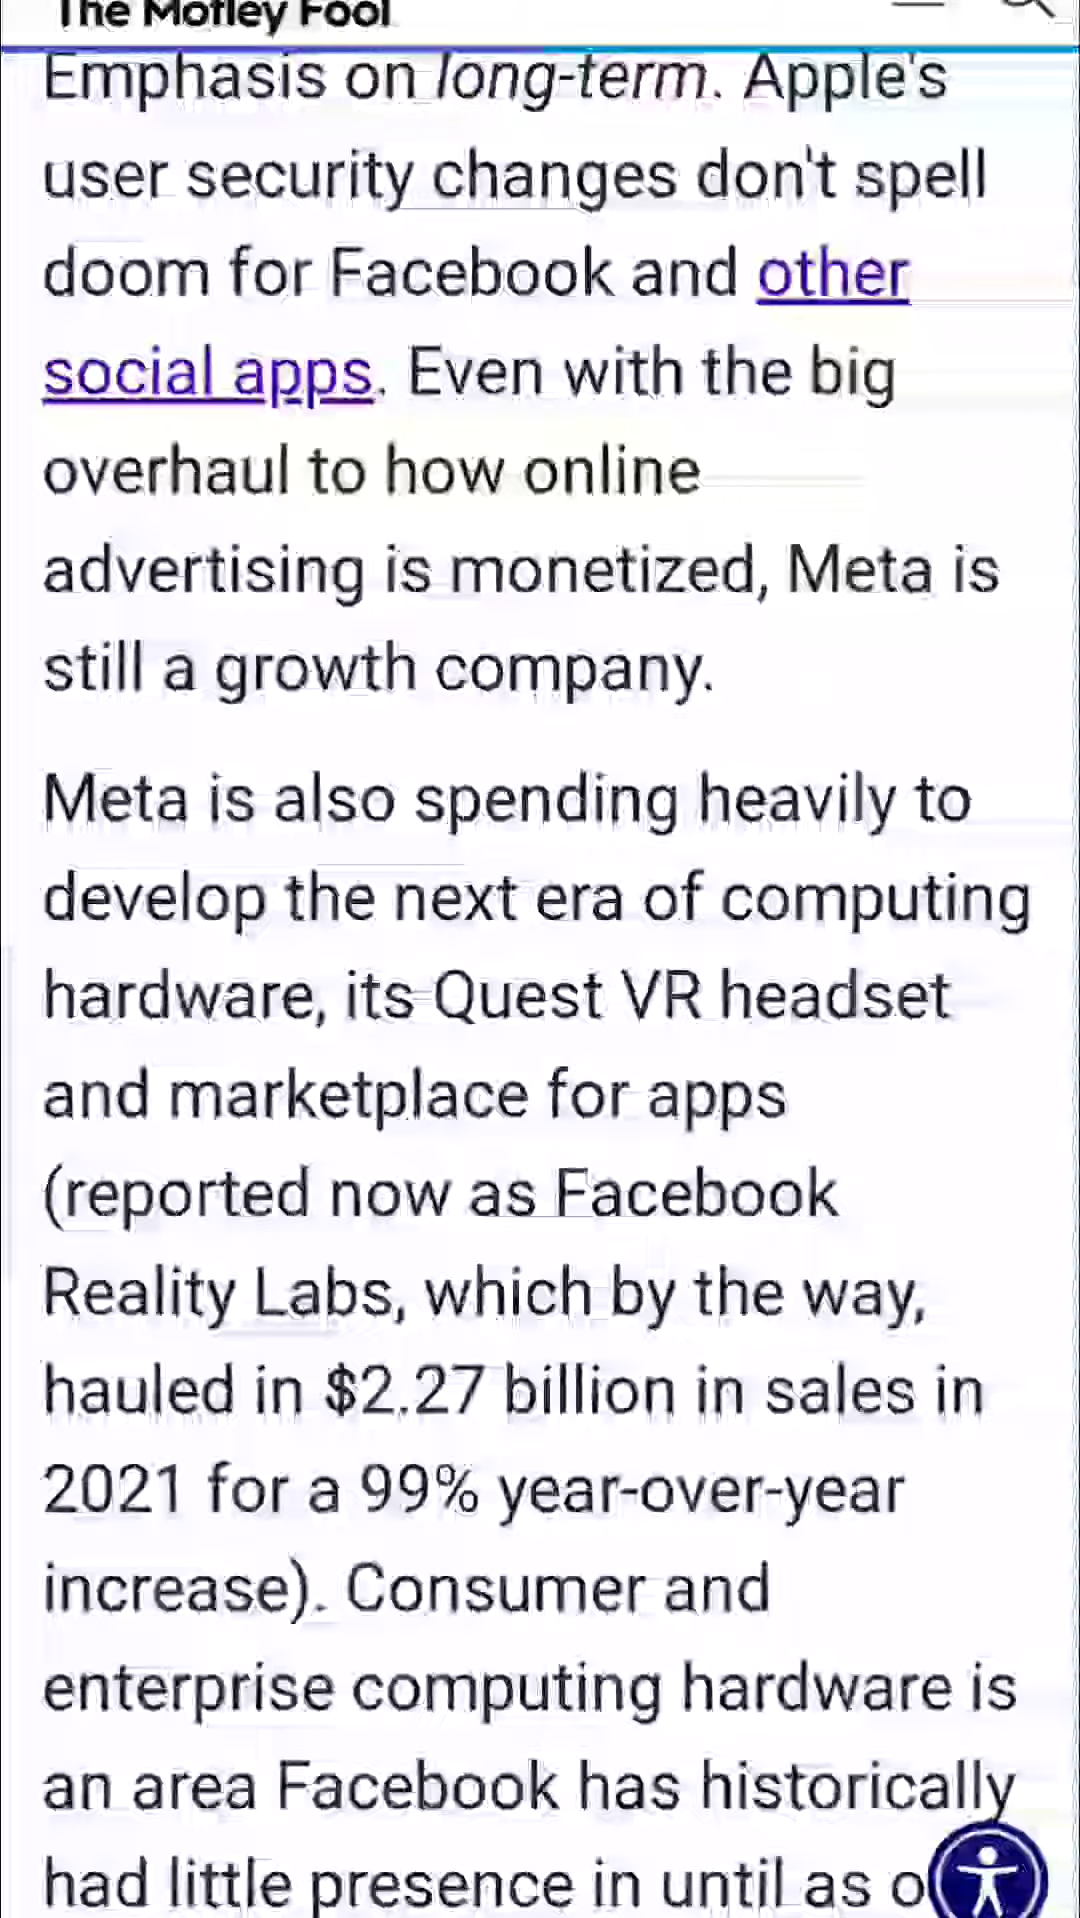 The Motley Fool
Emphasis on long-term. Apple's
user security changes don't spell
doom for Facebook and other
social apps. Even with the big
overhaul to how online
advertising is monetized, Meta is
still a growth company.
Meta is also spending heavily to
develop the next era of computing
hardware, its Quest VR headset
and marketplace for apps
(reported now as Facebook
Reality Labs, which by the way,
hauled in $2.27 billion in sales in
2021 for a 99% year-over-year
increase). Consumer and
enterprise computing hardware is
an area Facebook has historically
had little presence in until as